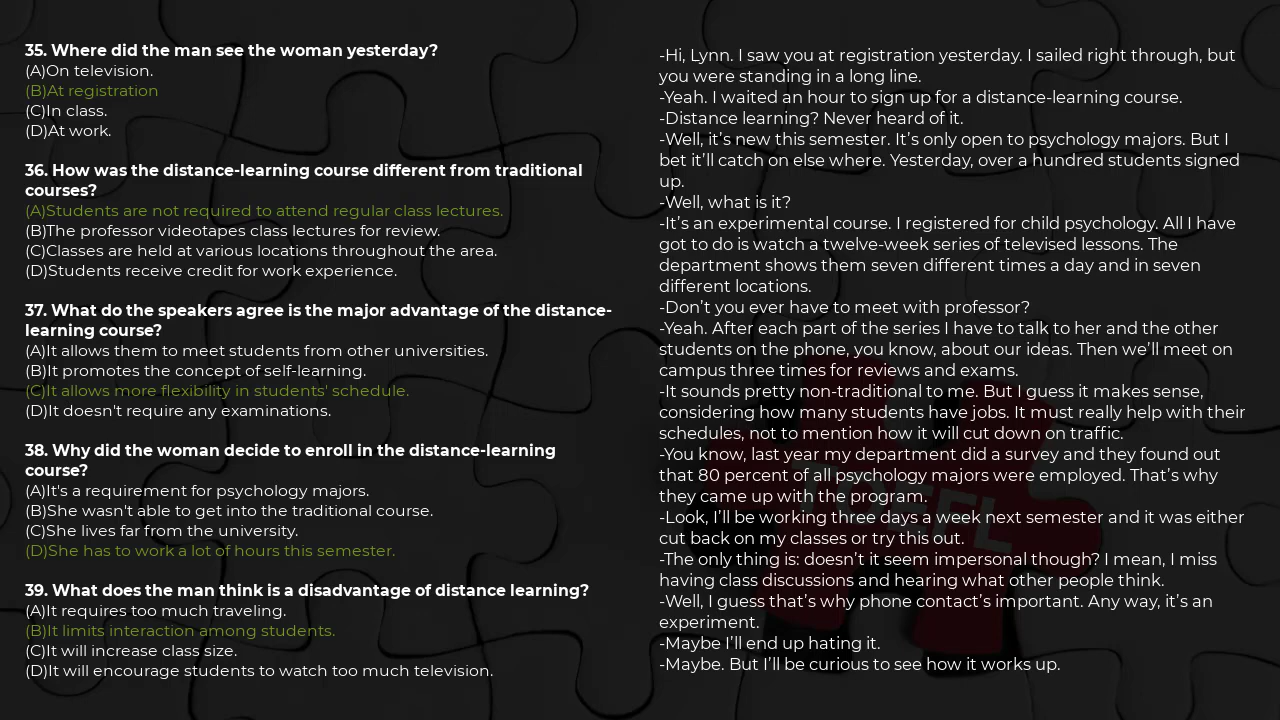 35. Where did the man see the woman yesterday?
(A)On television.
(B)At registration
(C)In class.
(D)At work.
36. How was the distance-learning course different from traditional
courses?
(A)Students are not required to attend regular class lectures.
(B)The professor videotapes class lectures for review.
(C)Classes are held at various locations throughout the area.
(D)Students receive credit for work experience.
37. What do the speakers agree is the major advantage of the distance-
learning course?
(A)It allows them to meet students from other universities.
(B)It promotes the concept of self-learning.
(C)It allows more flexibility in students' schedule.
(D)It doesn't require any examinations.
38. Why did the woman decide to enroll in the distance-learning
course?
(A)It's a requirement for psychology majors.
(B)She wasn't able to get into the traditional course.
(C)She lives far from the university.
(D)She has to work a lot of hours this semester.
39. What does the man think is a disadvantage of distance learning?
(A)It requires too much traveling.
(B)It limits interaction among students.
(C)It will increase class size.
(D)It will encourage students to watch too much television.
-Hi, Lynn. I saw you at registration yesterday. I sailed right through, but
you were standing in a long line.
-Yeah. I waited an hour to sign up for a distance-learning course.
-Distance learning? Never heard of it.
-Well, it’s new this semester. It’s only open to psychology majors. But I
bet it’ll catch on else where. Yesterday, over a hundred students signed
up.
-Well, what is it?
-It’s an experimental course. I registered for child psychology. All I have
got to do is watch a twelve-week series of televised lessons. The
department shows them seven different times a day and in seven
different locations.
-Don’t you ever have to meet with professor?
-Yeah. After each part of the series I have to talk to her and the other
students on the phone, you know, about our ideas. Then we’ll meet on
campus three times for reviews and exams.
-It sounds pretty non-traditional to me. But I guess it makes sense,
considering how many students have jobs. It must really help with their
schedules, not to mention how it will cut down on traffic.
-You know, last year my department did a survey and they found out
that 80 percent of all psychology majors were employed. That’s why
they came up with the program.
-Look, I’ll be working three days a week next semester and it was either
cut back on my classes or try this out.
-The only thing is: doesn’t it seem impersonal though? I mean, I miss
having class discussions and hearing what other people think.
-Well, I guess that’s why phone contact’s important. Any way, it’s an
experiment.
-Maybe I’ll end up hating it.
-Maybe. But I’ll be curious to see how it works up.
TOEFL